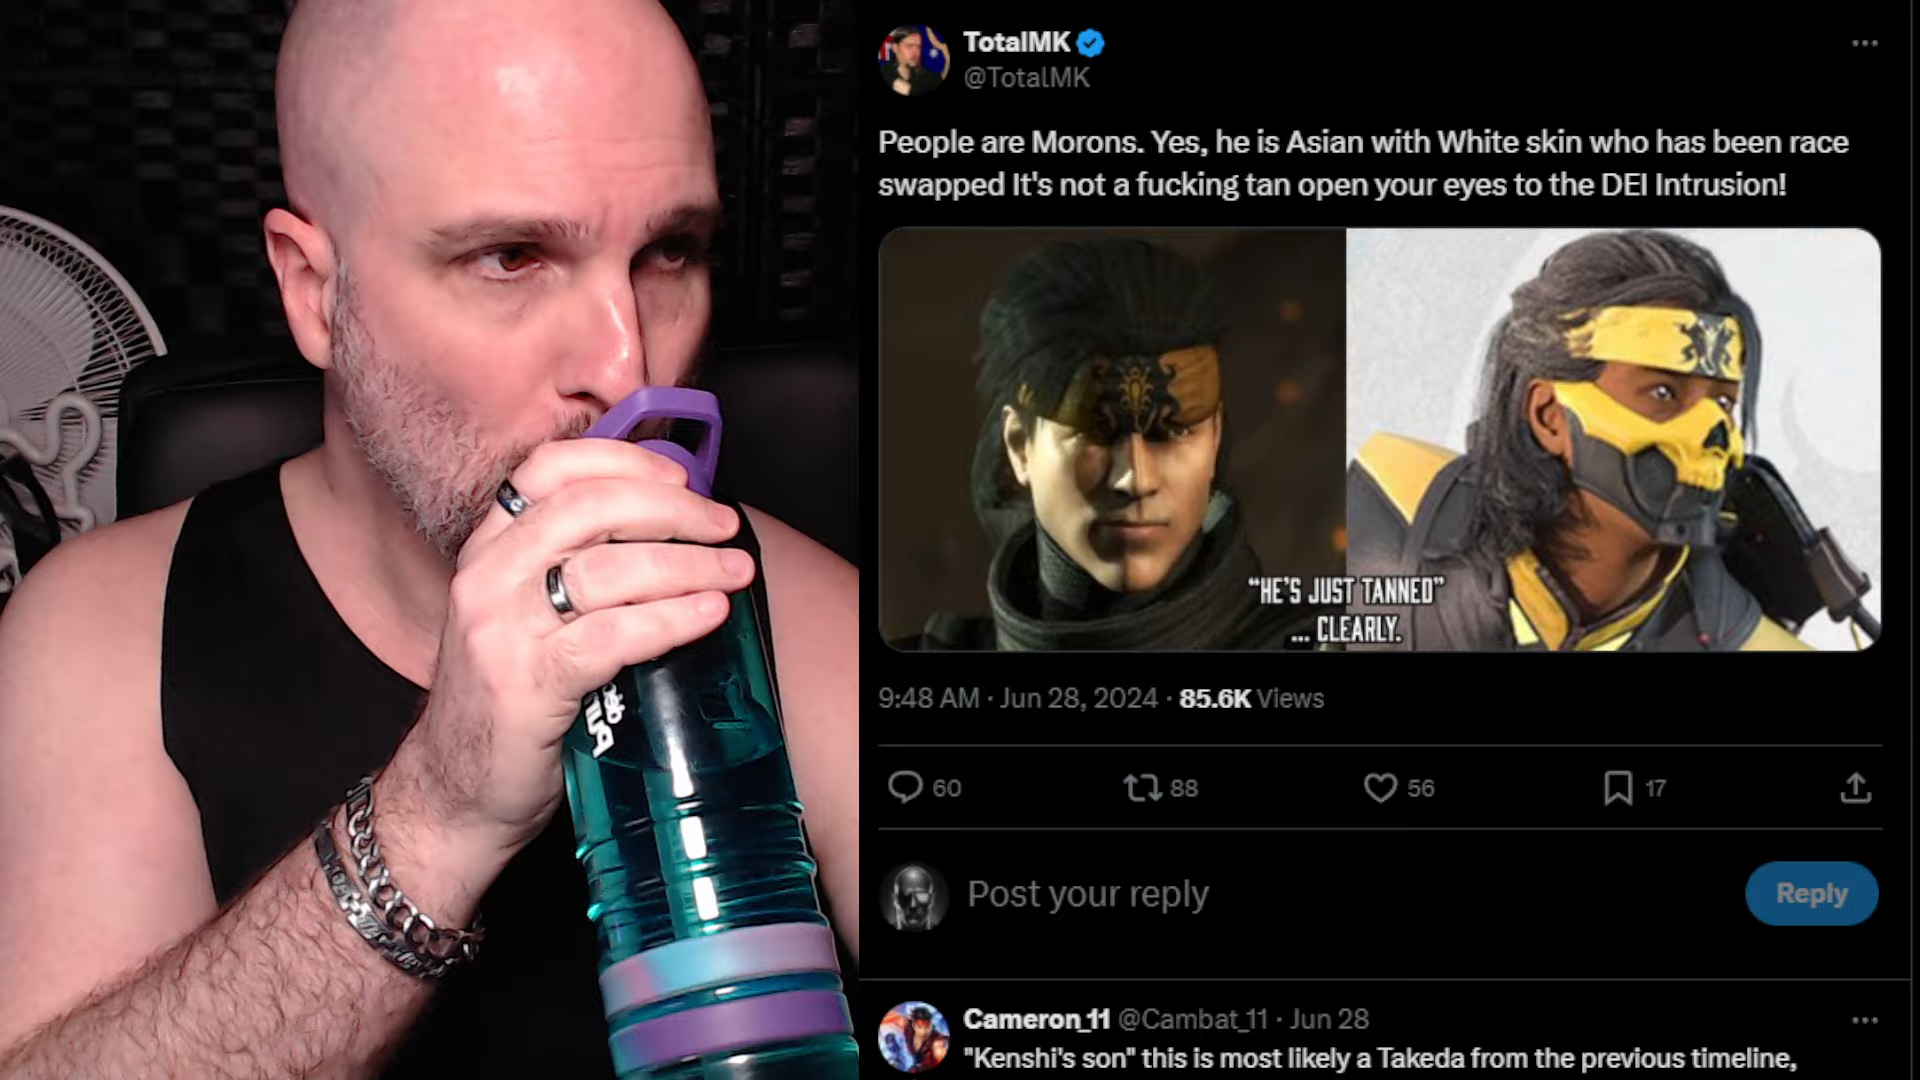 TotalMK
@TotalMK
People are Morons. Yes, he is Asian with White skin who has been race
swapped It's not a fucking tan open your eyes to the DEI Intrusion!
“HE'S JUST TANNED”
... CLEARLY.
9:48 AM · Jun 28, 2024 · 85.6K Views
60 88 56 17
Post your reply
Reply
Cameron_11 @Cambat_11 · Jun 28
"Kenshi's son" this is most likely a Takeda from the previous timeline,